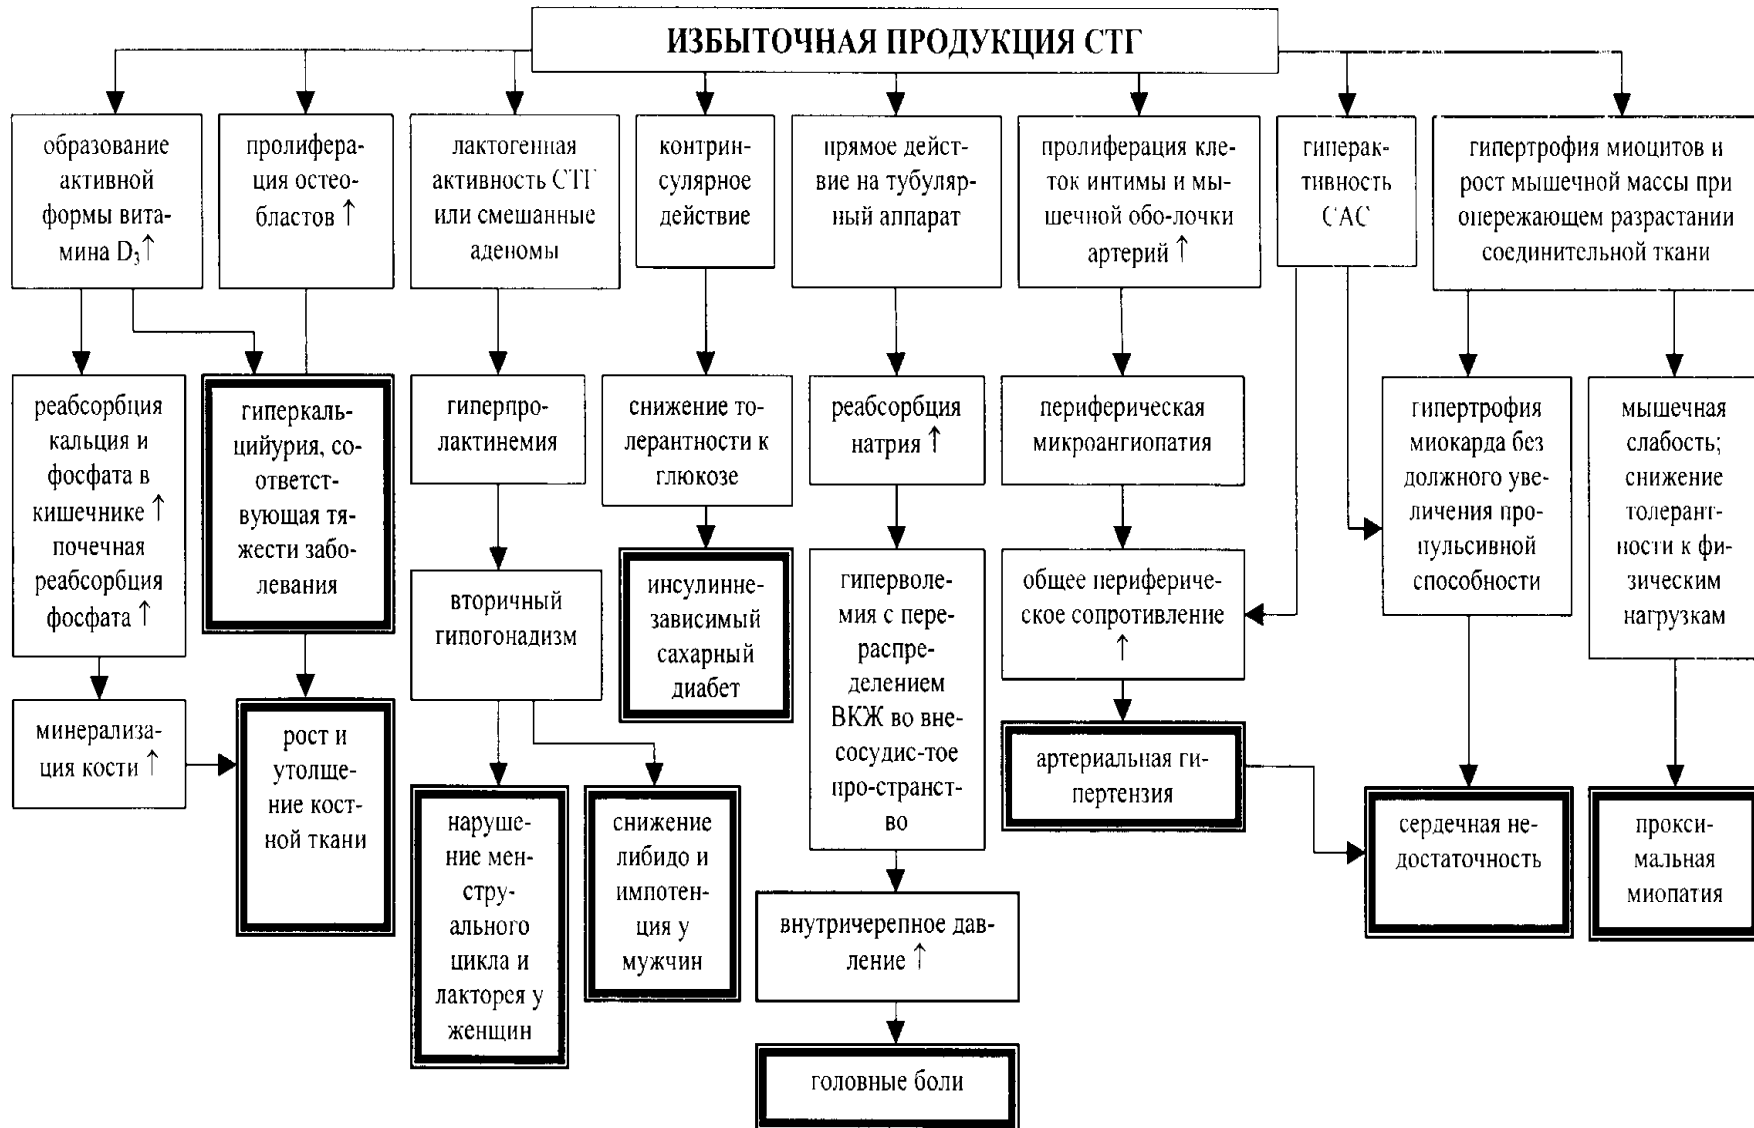 ИЗБЫТОЧНАЯ ПРОДУКЦИЯ СТГ
образование
активной
формы вита-
мина D₃↑
пролифера-
ция остео-
бластов ↑
лактогенная
активность СТГ
или смешанные
аденомы
контрин-
сулярное
действие
прямое дейст-
вие на тубуляр-
ный аппарат
пролиферация кле-
ток интимы и мы-
шечной обо-лочки
артерий ↑
гиперак-
тивность
САС
гипертрофия миоцитов и
рост мышечной массы при
опережающем разрастании
соединительной ткани
реабсорбция
кальция и
фосфата в
кишечнике ↑
почечная
реабсорбция
фосфата ↑
гиперкаль-
цийурия, со-
ответст-
вующая тя-
жести забо-
левания
гиперпро-
лактинемия
снижение то-
лерантности к
глюкозе
реабсорбция
натрия ↑
периферическая
микроангиопатия
гипертрофия
миокарда без
должного уве-
личения про-
пульсивной
способности
мышечная
слабость;
снижение
толерант-
ности к фи-
зическим
нагрузкам
вторичный
гипогонадизм
инсулинне-
зависимый
сахарный
диабет
гиперволе-
мия с пере-
распре-
делением
ВКЖ во вне-
сосудис-тое
про-странст-
во
общее перифериче-
ское сопротивление
↑
минерализа-
ция кости ↑
рост и
утолще-
ние кост-
ной ткани
артериальная ги-
пертензия
наруше-
ние мен-
стру-
ального
цикла и
лакторея у
женщин
снижение
либидо и
импотен-
ция у
мужчин
сердечная не-
достаточность
прокси-
мальная
миопатия
внутричерепное дав-
ление ↑
головные боли